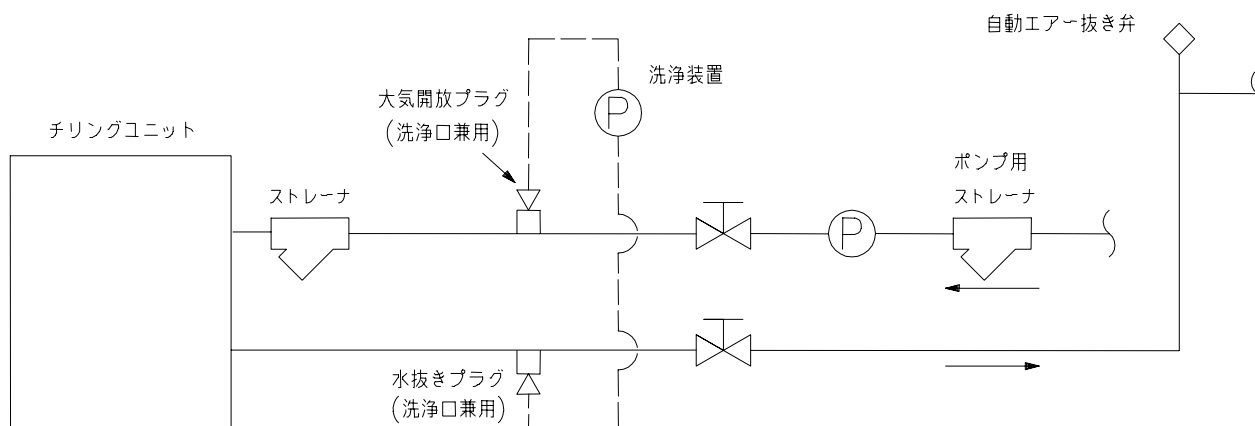 自動エアー抜き弁
洗浄装置
大気開放プラグ
(洗浄口兼用)
チリングユニット
P
ポンプ用
ストレーナ
ストレーナ
P
水抜きプラグ
(洗浄口兼用)